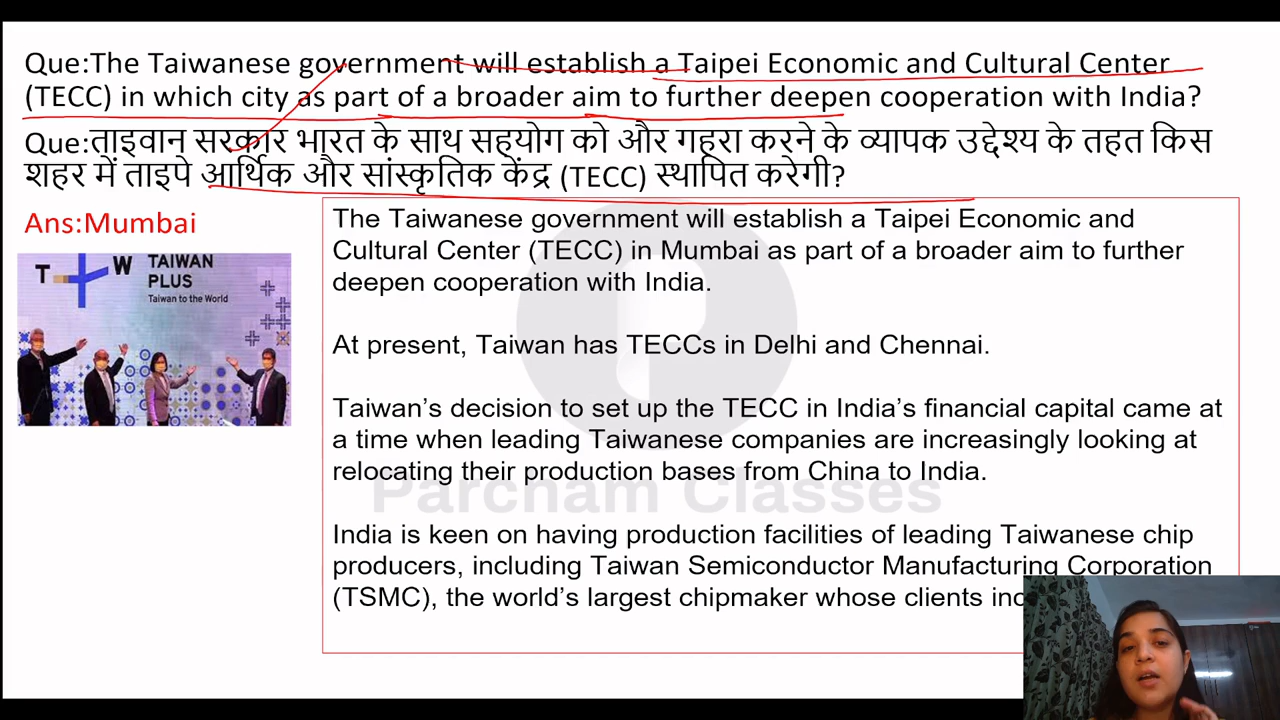 Que:The Taiwanese government will establish a Taipei Economic and Cultural Center
(TECC) in which city as part of a broader aim to further deepen cooperation with India?
Que:ताइवान सरकार भारत के साथ सहयोग को और गहरा करने के व्यापक उद्देश्य के तहत किस
शहर में ताइपे आर्थिक और सांस्कृतिक केंद्र (TECC) स्थापित करेगी?
Ans:Mumbai
T W TAIWAN
PLUS
Taiwan to the World
The Taiwanese government will establish a Taipei Economic and
Cultural Center (TECC) in Mumbai as part of a broader aim to further
deepen cooperation with India.
At present, Taiwan has TECCs in Delhi and Chennai.
Taiwan’s decision to set up the TECC in India’s financial capital came at
a time when leading Taiwanese companies are increasingly looking at
relocating their production bases from China to India.
India is keen on having production facilities of leading Taiwanese chip
producers, including Taiwan Semiconductor Manufacturing Corporation
(TSMC), the world’s largest chipmaker whose clients
Parcham Classes